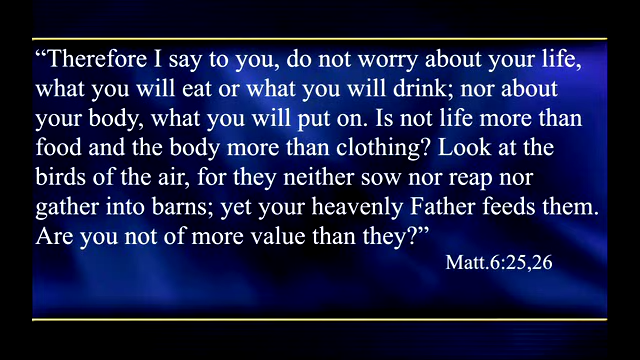 “Therefore I say to you, do not worry about your life,
what you will eat or what you will drink; nor about
your body, what you will put on. Is not life more than
food and the body more than clothing? Look at the
birds of the air, for they neither sow nor reap nor
gather into barns; yet your heavenly Father feeds them.
Are you not of more value than they?”
Matt.6:25,26